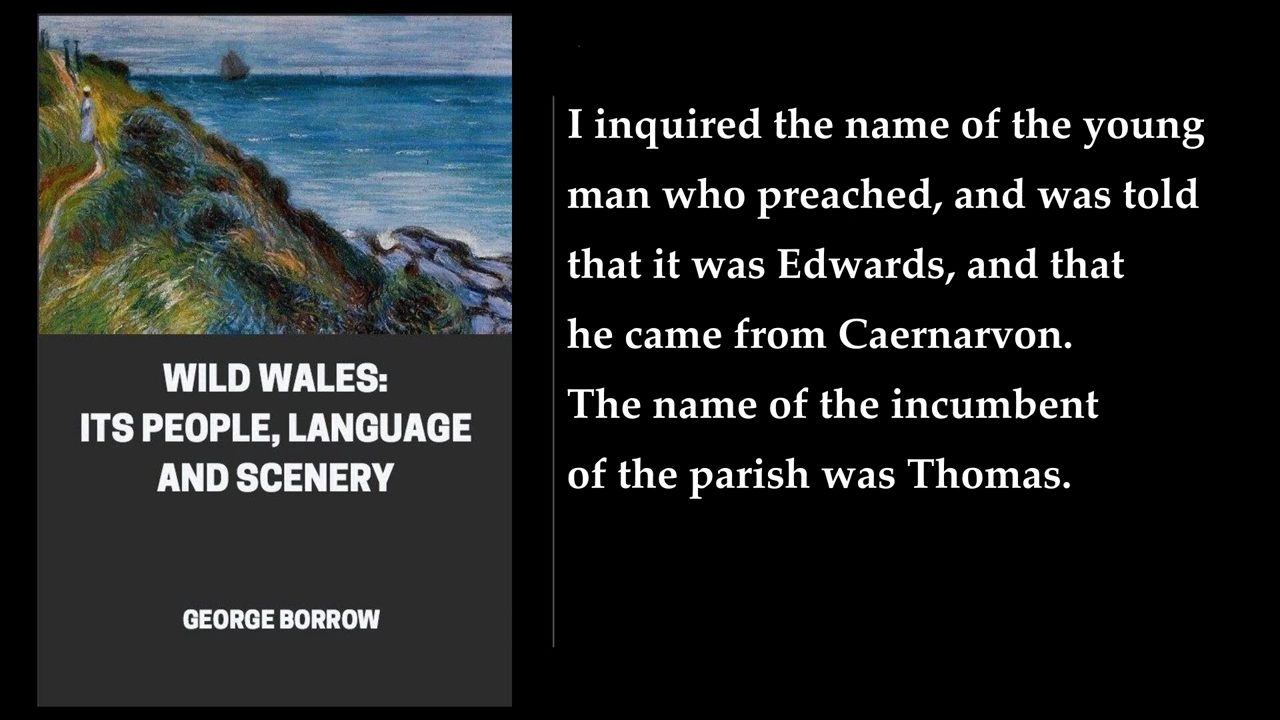 WILD WALES:
ITS PEOPLE, LANGUAGE
AND SCENERY
GEORGE BORROW
I inquired the name of the young
man who preached, and was told
that it was Edwards, and that
he came from Caernarvon.
The name of the incumbent
of the parish was Thomas.